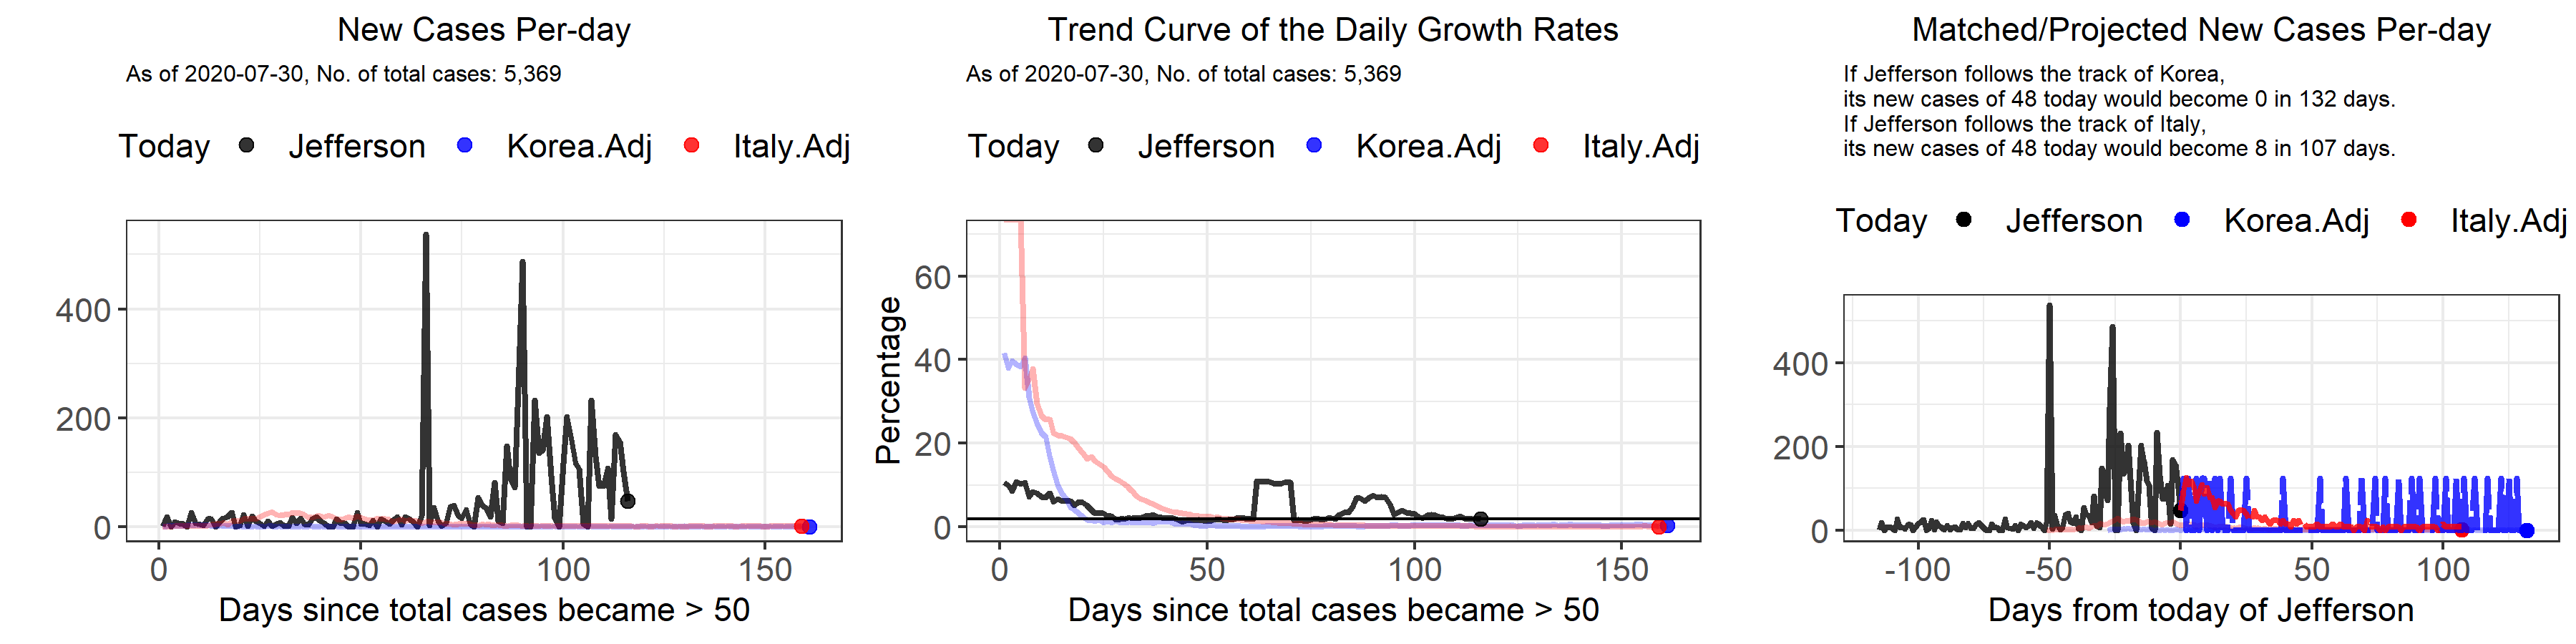 New Cases Per-day
As of 2020-07-30, No. of total cases: 5,369
Today Jefferson Korea.Adj Italy.Adj
400
200
0
0 50 100 150
Days since total cases became > 50
Trend Curve of the Daily Growth Rates
As of 2020-07-30, No. of total cases: 5,369
Today Jefferson Korea.Adj Italy.Adj
Percentage
60
40
20
0
0 50 100 150
Days since total cases became > 50
Matched/Projected New Cases Per-day
If Jefferson follows the track of Korea,
its new cases of 48 today would become 0 in 132 days.
If Jefferson follows the track of Italy,
its new cases of 48 today would become 8 in 107 days.
Today Jefferson Korea.Adj Italy.Adj
400
200
0
-100 -50 0 50 100
Days from today of Jefferson